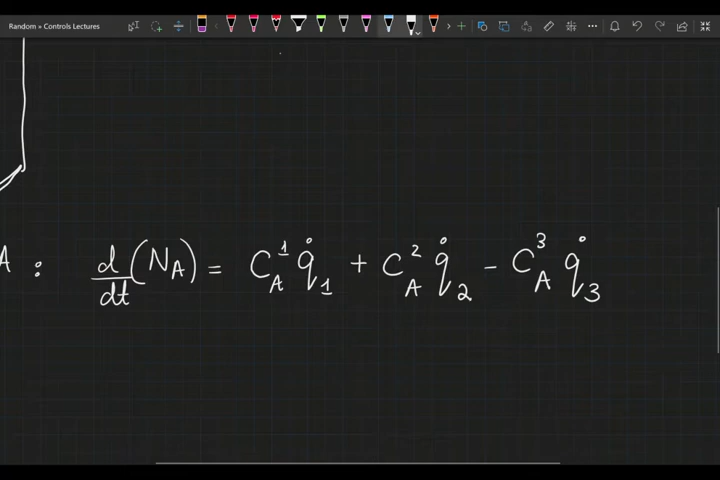 Random » Controls Lectures
A : d/dt (N_A) = C_A^1 q̇_1 + C_A^2 q̇_2 - C_A^3 q̇_3